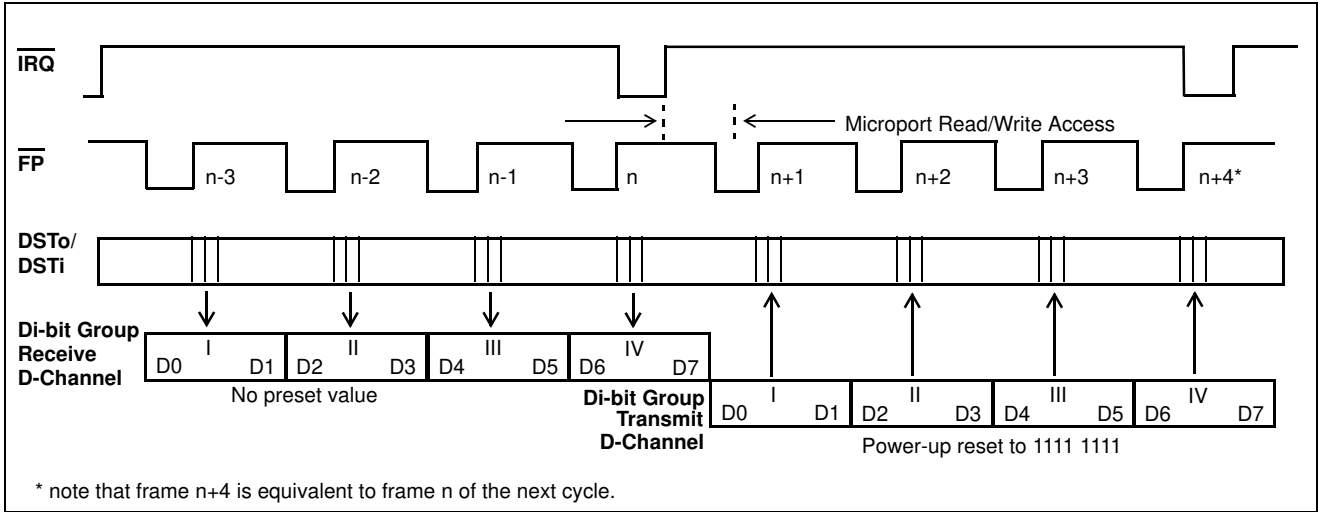 IRQ
Microport Read/Write Access
FP
n-3
n-2
n-1
n
n+1
n+2
n+3
n+4*
DSTo/
DSTi
Di-bit Group
Receive
D-Channel
I
D0
D1
II
D2
D3
III
D4
D5
IV
D6
D7
No preset value
Di-bit Group
Transmit
D-Channel
I
D0
D1
II
D2
D3
III
D4
D5
IV
D6
D7
Power-up reset to 1111 1111
* note that frame n+4 is equivalent to frame n of the next cycle.